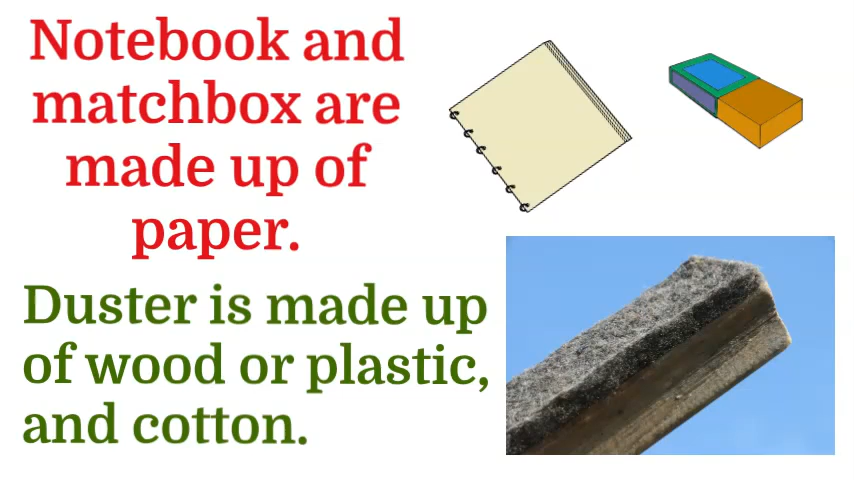 Notebook and
matchbox are
made up of
paper.
Duster is made up
of wood or plastic,
and cotton.